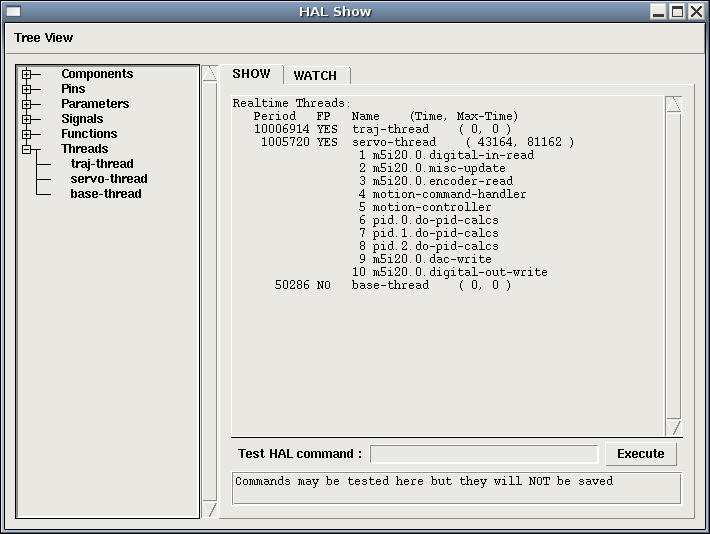 HAL Show
Tree View
Components
Pins
Parameters
Signals
Functions
Threads
traj-thread
servo-thread
base-thread
SHOW WATCH
Realtime Threads:
Period FP Name (Time, Max-Time)
10006914 YES traj-thread ( 0, 0 )
1005720 YES servo-thread ( 43164, 81162 )
1 m5i20.0.digital-in-read
2 m5i20.0.misc-update
3 m5i20.0.encoder-read
4 motion-command-handler
5 motion-controller
6 pid.0.do-pid-calcs
7 pid.1.do-pid-calcs
8 pid.2.do-pid-calcs
9 m5i20.0.dac-write
10 m5i20.0.digital-out-write
50286 NO base-thread ( 0, 0 )
Test HAL command : Execute
Commands may be tested here but they will NOT be saved